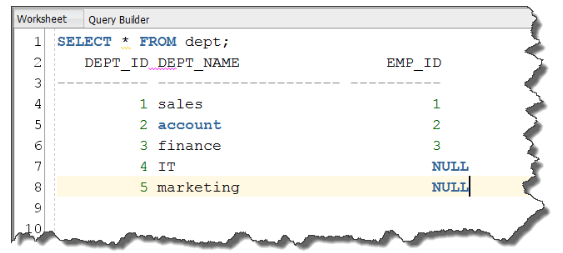 Worksheet Query Builder
1 SELECT * FROM dept;
2 DEPT_ID DEPT_NAME EMP_ID
3 ---------- -------------------- ----------
4 1 sales 1
5 2 account 2
6 3 finance 3
7 4 IT NULL
8 5 marketing NULL
9
10